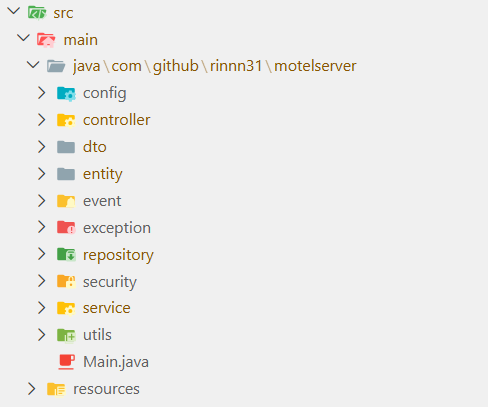 src
main
java\com\github\rinnn31\motelserver
config
controller
dto
entity
event
exception
repository
security
service
utils
Main.java
resources